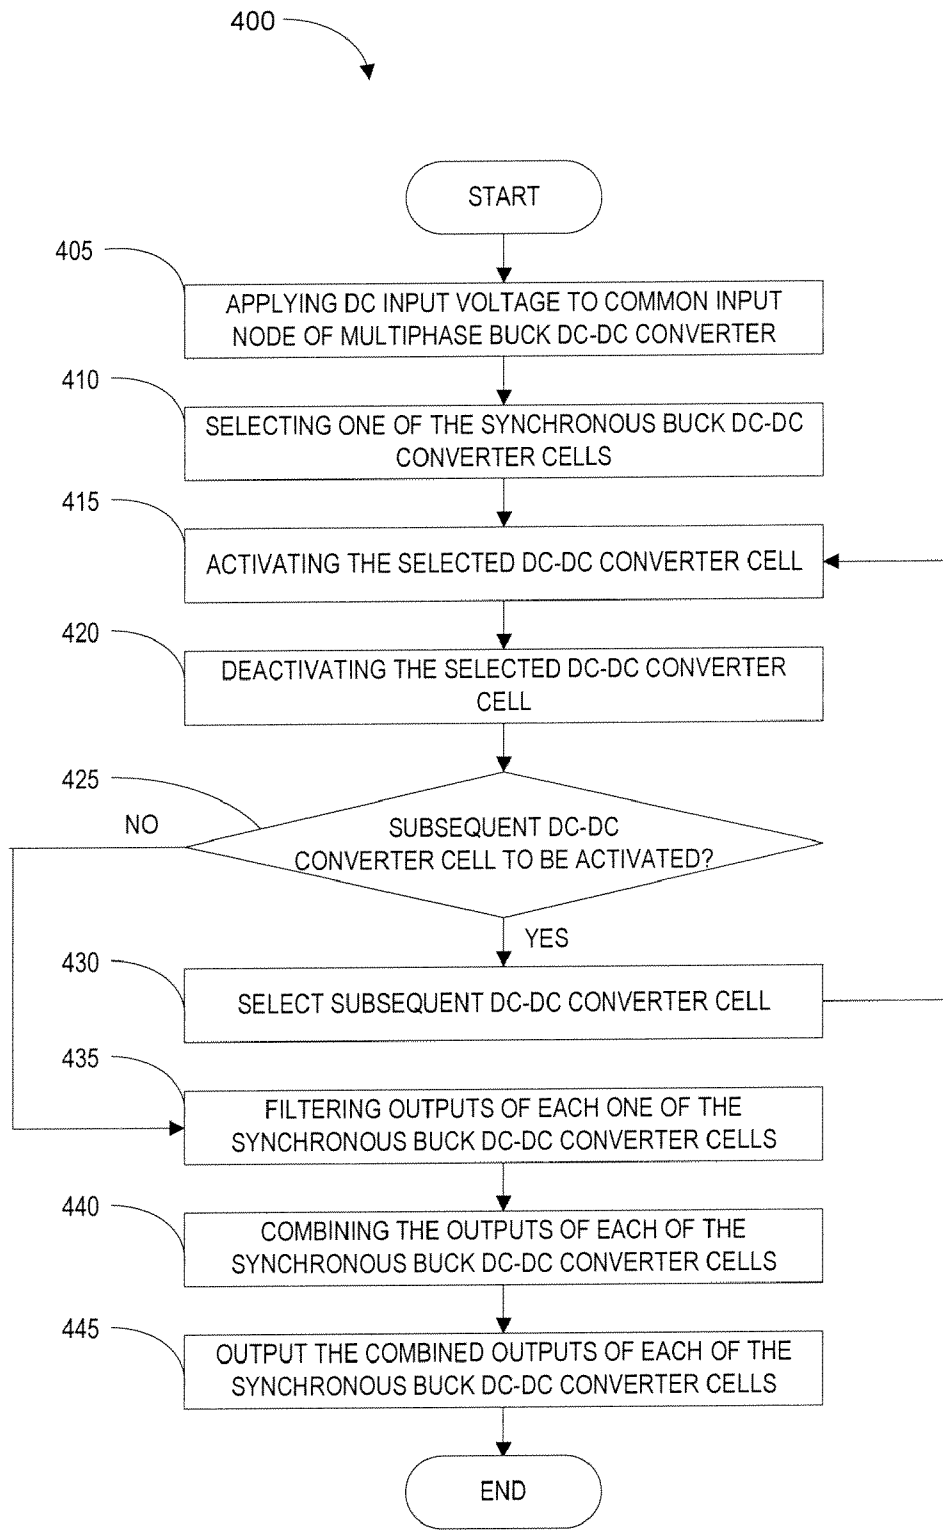 400
START
405
APPLYING DC INPUT VOLTAGE TO COMMON INPUT
NODE OF MULTIPHASE BUCK DC-DC CONVERTER
410
SELECTING ONE OF THE SYNCHRONOUS BUCK DC-DC
CONVERTER CELLS
415
ACTIVATING THE SELECTED DC-DC CONVERTER CELL
420
DEACTIVATING THE SELECTED DC-DC CONVERTER
CELL
425
NO
SUBSEQUENT DC-DC
CONVERTER CELL TO BE ACTIVATED?
YES
430
SELECT SUBSEQUENT DC-DC CONVERTER CELL
435
FILTERING OUTPUTS OF EACH ONE OF THE
SYNCHRONOUS BUCK DC-DC CONVERTER CELLS
440
COMBINING THE OUTPUTS OF EACH OF THE
SYNCHRONOUS BUCK DC-DC CONVERTER CELLS
445
OUTPUT THE COMBINED OUTPUTS OF EACH OF THE
SYNCHRONOUS BUCK DC-DC CONVERTER CELLS
END